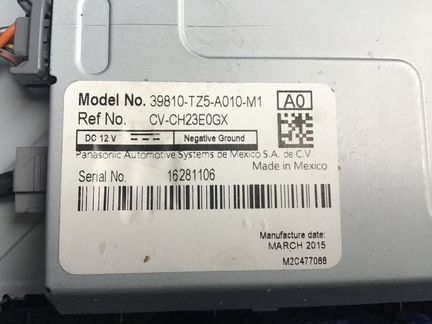 Model No. 39810-TZ5-A010-M1 A0
Ref No. CV-CH23E0GX
DC 12 V Negative Ground
Panasonic Automotive Systems de Mexico S.A. de C.V.
Made in Mexico
Serial No. 16281106
Manufacture date:
MARCH 2015
M2C477088